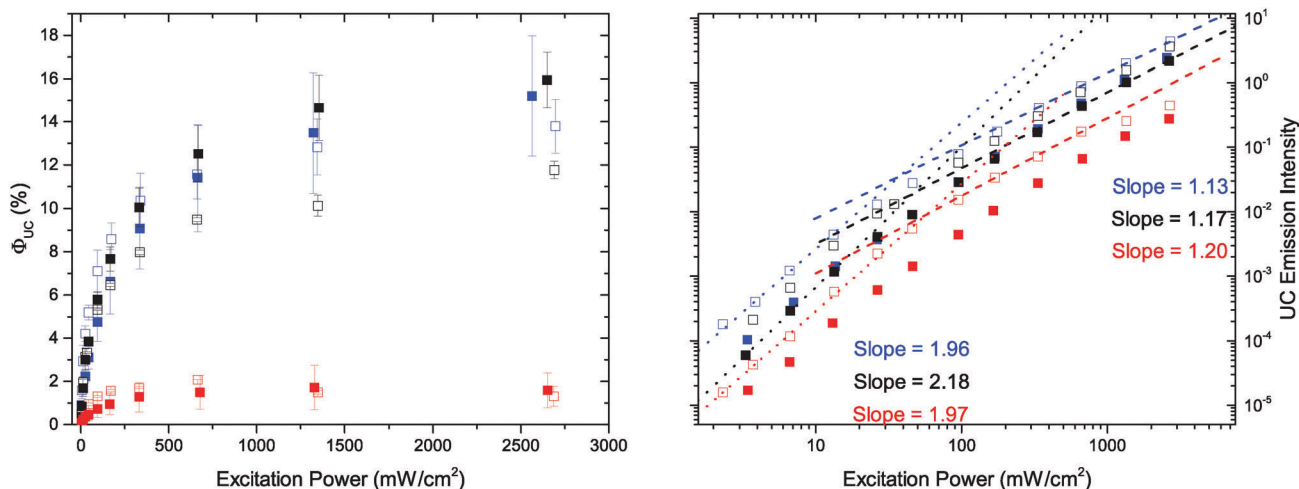 18
16
14
12
10
8
6
4
2
0
Φ_UC (%)
0 500 1000 1500 2000 2500 3000
Excitation Power (mW/cm²)
10¹
10⁰
10⁻¹
10⁻²
10⁻³
10⁻⁴
10⁻⁵
UC Emission Intensity
Slope = 1.13
Slope = 1.17
Slope = 1.20
Slope = 1.96
Slope = 2.18
Slope = 1.97
10 100 1000
Excitation Power (mW/cm²)